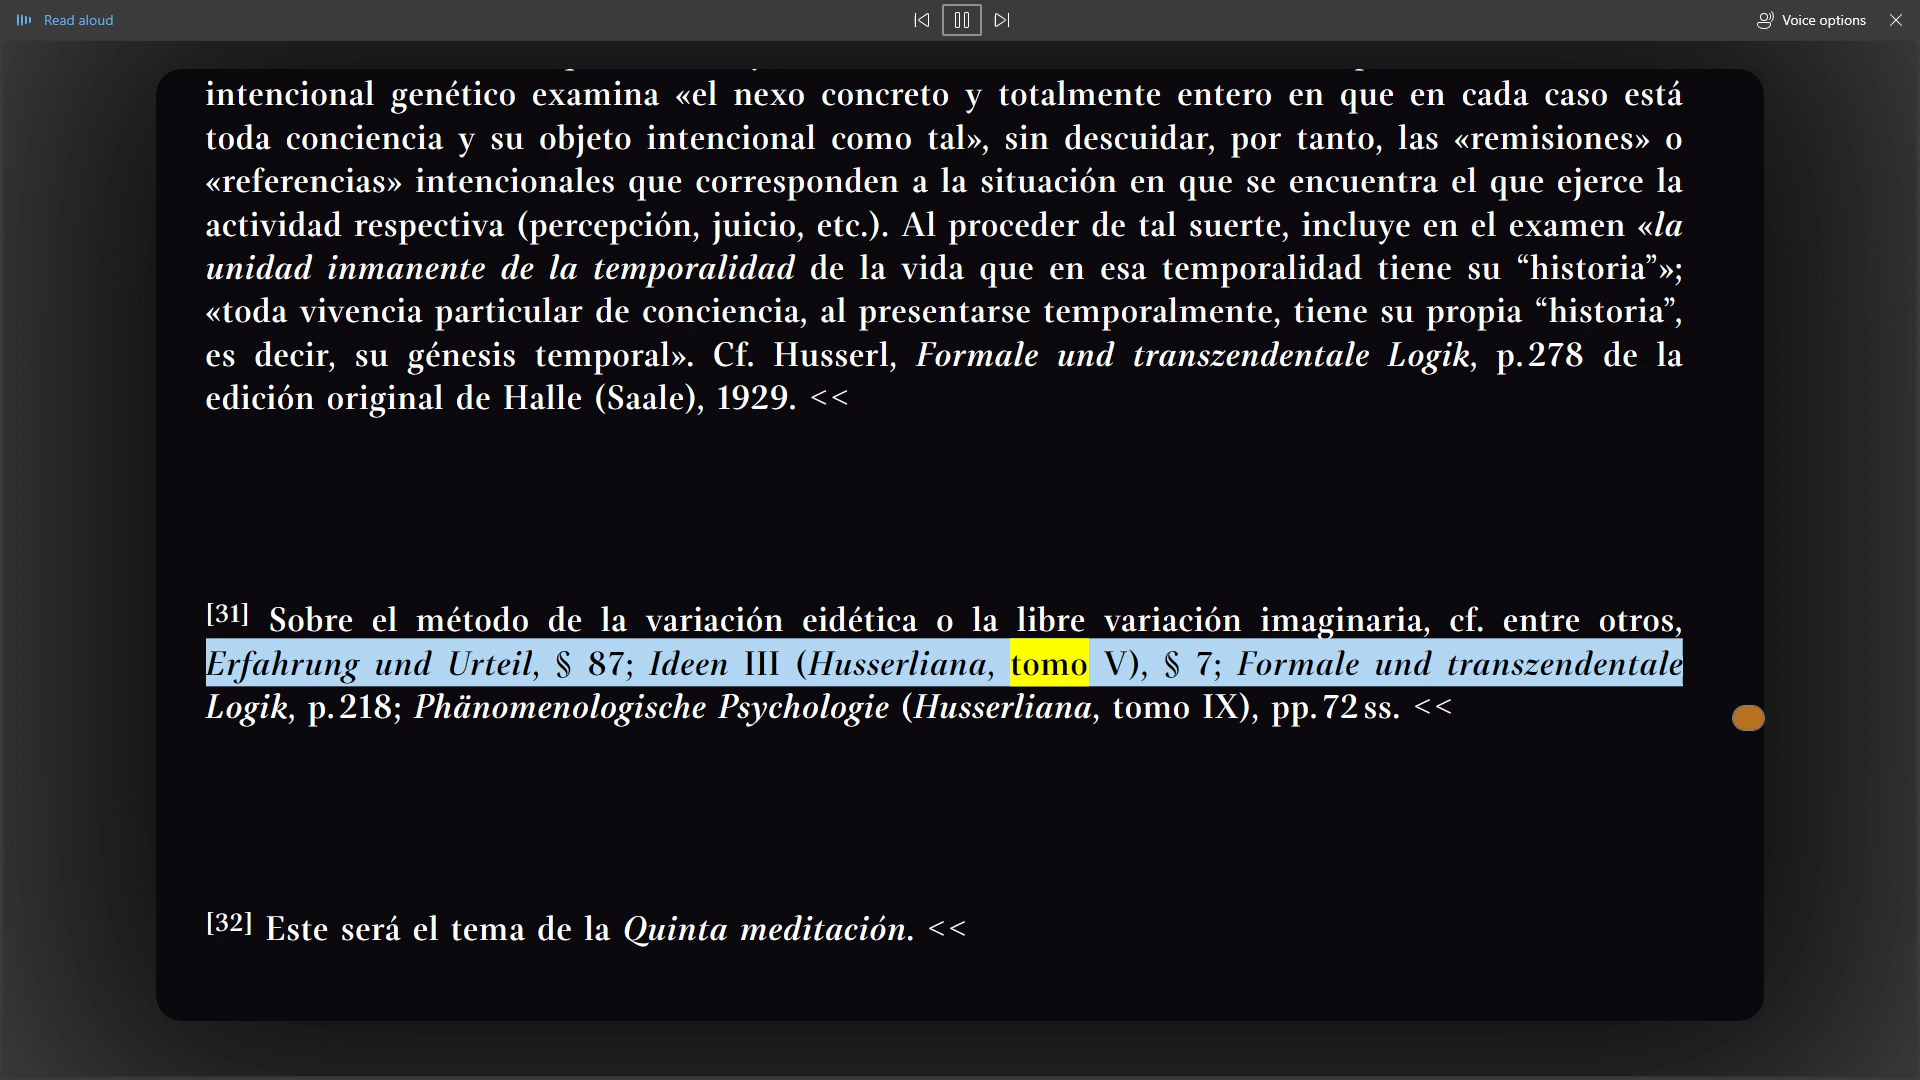 Read aloud
Voice options
intencional genético examina «el nexo concreto y totalmente entero en que en cada caso está
toda conciencia y su objeto intencional como tal», sin descuidar, por tanto, las «remisiones» o
«referencias» intencionales que corresponden a la situación en que se encuentra el que ejerce la
actividad respectiva (percepción, juicio, etc.). Al proceder de tal suerte, incluye en el examen «la
unidad inmanente de la temporalidad de la vida que en esa temporalidad tiene su “historia”»;
«toda vivencia particular de conciencia, al presentarse temporalmente, tiene su propia “historia”,
es decir, su génesis temporal». Cf. Husserl, Formale und transzendentale Logik, p. 278 de la
edición original de Halle (Saale), 1929. <<
[31] Sobre el método de la variación eidética o la libre variación imaginaria, cf. entre otros,
Erfahrung und Urteil, § 87; Ideen III (Husserliana, tomo V), § 7; Formale und transzendentale
Logik, p. 218; Phänomenologische Psychologie (Husserliana, tomo IX), pp. 72 ss. <<
[32] Este será el tema de la Quinta meditación. <<